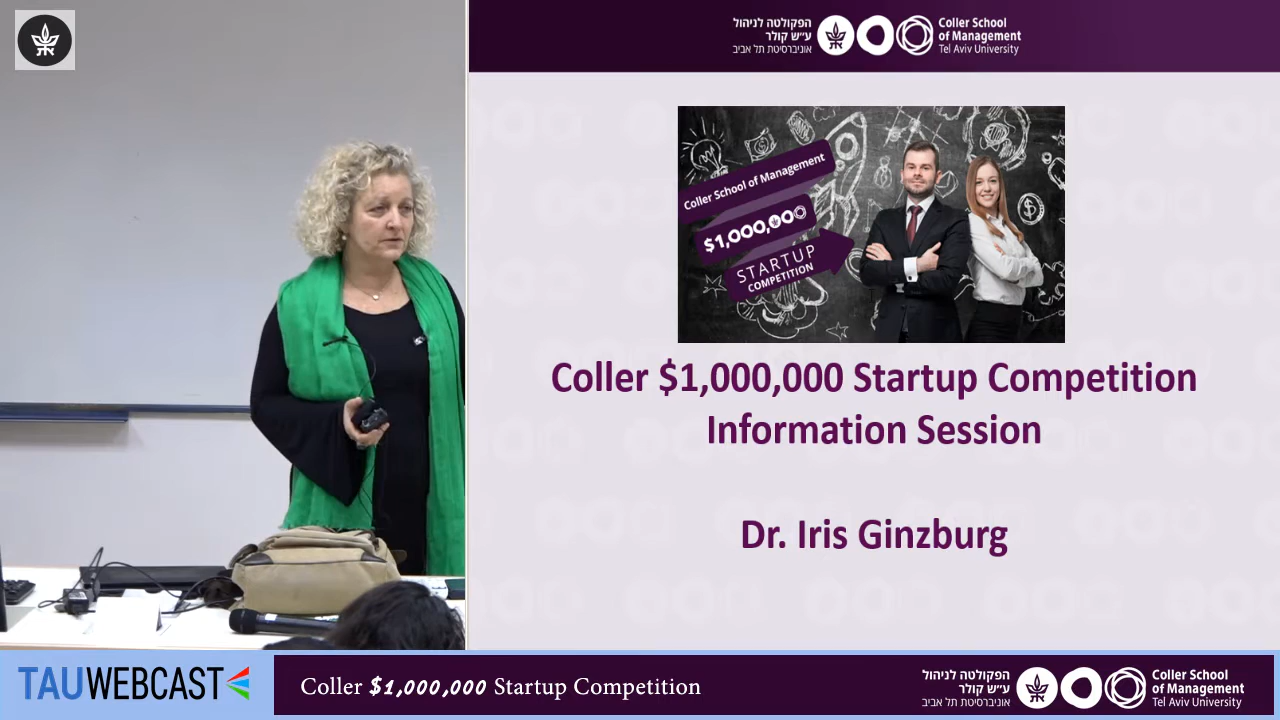 הפקולטה לניהול
ע״ש קולר
אוניברסיטת תל אביב
Coller School
of Management
Tel Aviv University
Coller School of Management
$1,000,000
STARTUP
COMPETITION
Coller $1,000,000 Startup Competition
Information Session
Dr. Iris Ginzburg
TAUWEBCAST
Coller $1,000,000 Startup Competition
הפקולטה לניהול
ע״ש קולר
אוניברסיטת תל אביב
Coller School
of Management
Tel Aviv University